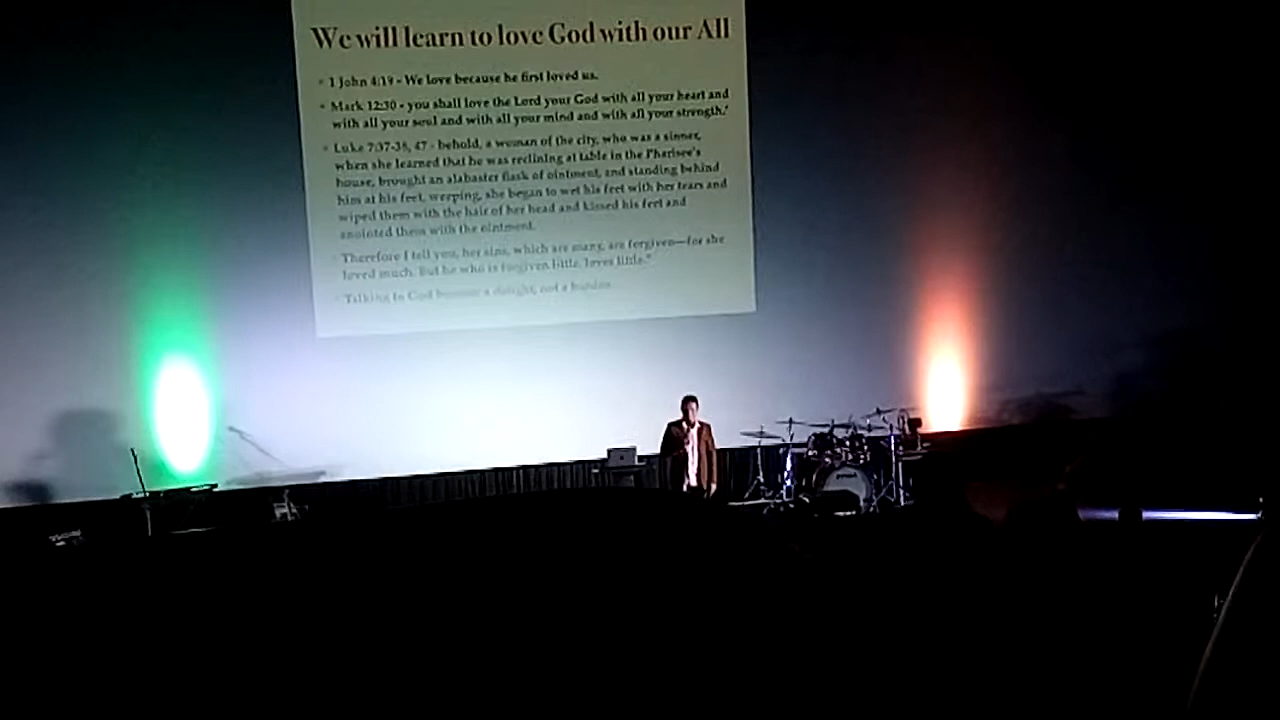 We will learn to love God with our All
1 John 4:19 - We love because he first loved us.
Mark 12:30 - you shall love the Lord your God with all your heart and
with all your soul and with all your mind and with all your strength.'
Luke 7:37-38, 47 - behold, a woman of the city, who was a sinner,
when she learned that he was reclining at table in the Pharisee's
house, brought an alabaster flask of ointment, and standing behind
him at his feet, weeping, she began to wet his feet with her tears and
wiped them with the hair of her head and kissed his feet and
anointed them with the ointment.
Therefore I tell you, her sins, which are many, are forgiven—for she
loved much. But he who is forgiven little, loves little."
Talking to God becomes a delight, not a burden.